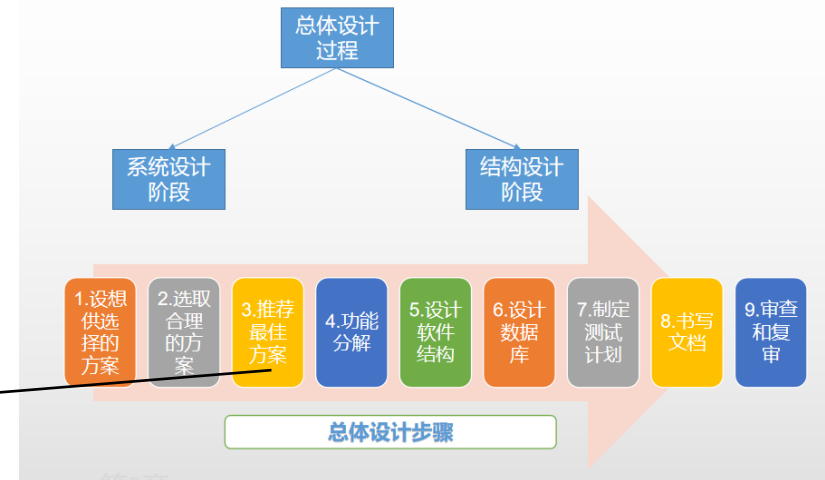 总体设计
过程
系统设计
阶段
结构设计
阶段
1.设想
供选
择的
方案
2.选取
合理
的方
案
3.推荐
最佳
方案
4.功能
分解
5.设计
软件
结构
6.设计
数据
库
7.制定
测试
计划
8.书写
文档
9.审查
和复
审
总体设计步骤